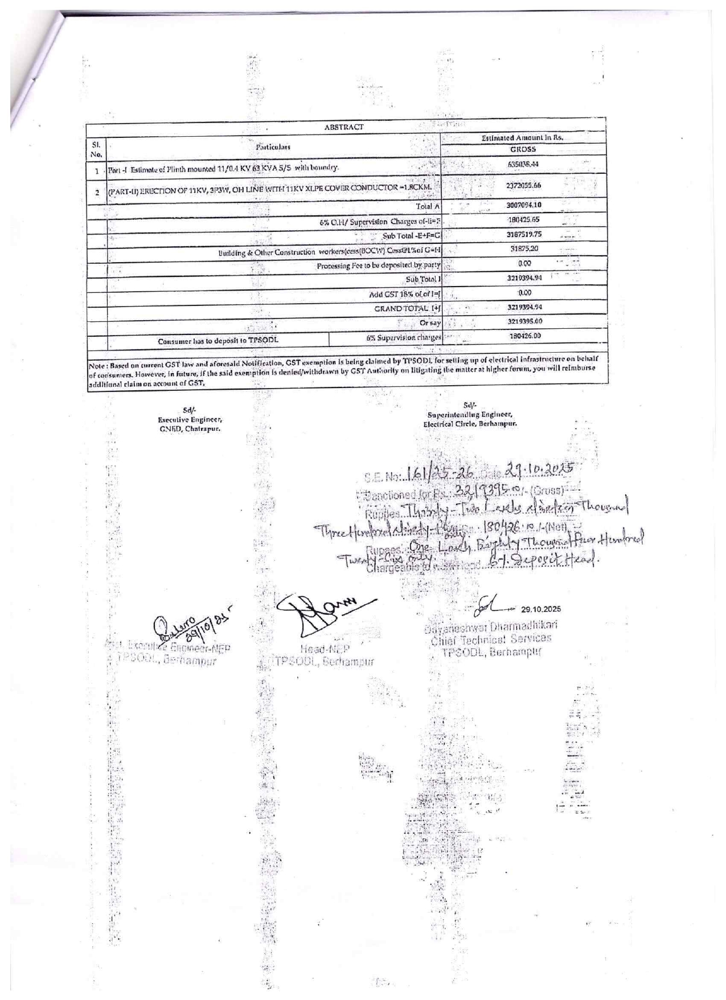 ABSTRACT
Sl. No. Particulars Estimated Amount In Rs.
GROSS
1 Part -I Estimate of Plinth mounted 11/0.4 KV 63 KVA S/S with boundry. 635038.44
2 (PART-II) ERECTION OF 11KV, 3P3W, OH LINE WITH 11KV XLPE COVER CONDUCTOR =1.8CKM. 2372055.66
Total A 3007094.10
6% O.H/ Supervision Charges of-E=F 180425.65
Sub Total -E+F=G 3187519.75
Building & Other Construction workers(cess(BOCW) Cess@1%of G=H 31875.20
Processing Fee to be deposited by party 0.00
Sub Total I 3219394.94
Add GST 18% of of I=J 0.00
GRAND TOTAL I+J 3219394.94
Or say 3219395.00
Consumer has to deposit to TPSODL 6% Supervision charges 180426.00
Note : Based on current GST law and aforesaid Notification, GST exemption is being claimed by TPSODL for setting up of electrical infrastructure on behalf
of consumers. However, in future, if the said exemption is denied/withdrawn by GST Authority on litigating the matter at higher forum, you will reimburse
additional claim on account of GST.
Sd/-
Executive Engineer,
GNED, Chatrapur.
Sd/-
Superintending Engineer,
Electrical Circle, Berhampur.
S.E. No: 161/25-26 Date 29.10.2025
Sanctioned for Rs. 3219395.00/- (Gross)
Rupees Thirty-Two Lakhs Nineteen Thousand
Three Hundred Ninety-Five only. 180426.00/-(Net)
Rupees One Lakh Eighty Thousand Four Hundred
Twenty-Six only.
Chargeable to 6% Deposit Head.
29/10/25
Asst. Executive Engineer-NEP
TPSODL, Berhampur
Head-NEP
TPSODL, Berhampur
29.10.2025
Dnyaneshwar Dharmadhikari
Chief Technical Services
TPSODL, Berhampur